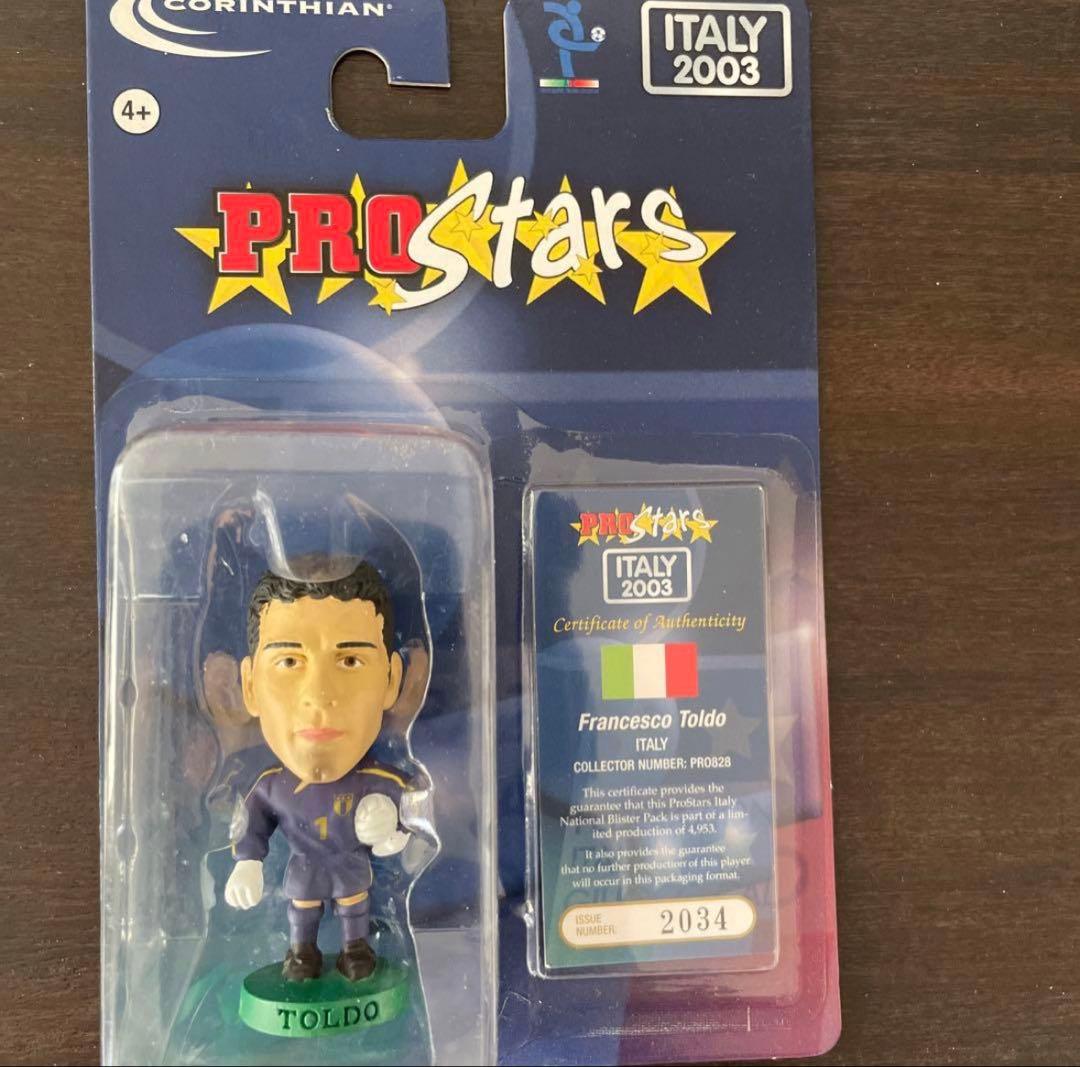 CORINTHIAN®
ITALY
2003
4+
PROStars
PROStars
ITALY
2003
Certificate of Authenticity
Francesco Toldo
ITALY
COLLECTOR NUMBER: PRO828
This certificate provides the
guarantee that this ProStars Italy
National Blister Pack is part of a lim-
ited production of 4,953.
It also provides the guarantee
that no further production of this player
will occur in this packaging format.
ISSUE
NUMBER:
2034
1
TOLDO